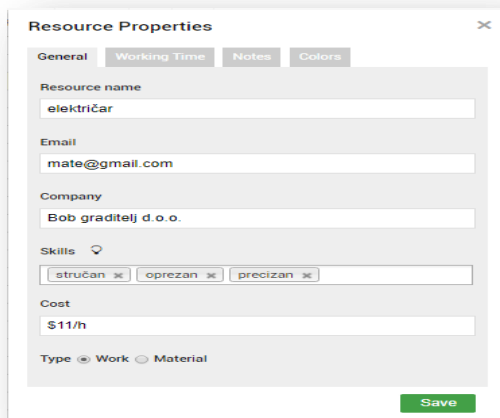 Resource Properties
General Working Time Notes Colors
Resource name
električar
Email
mate@gmail.com
Company
Bob graditelj d.o.o.
Skills
stručan oprezan precizan
Cost
$11/h
Type Work Material
Save